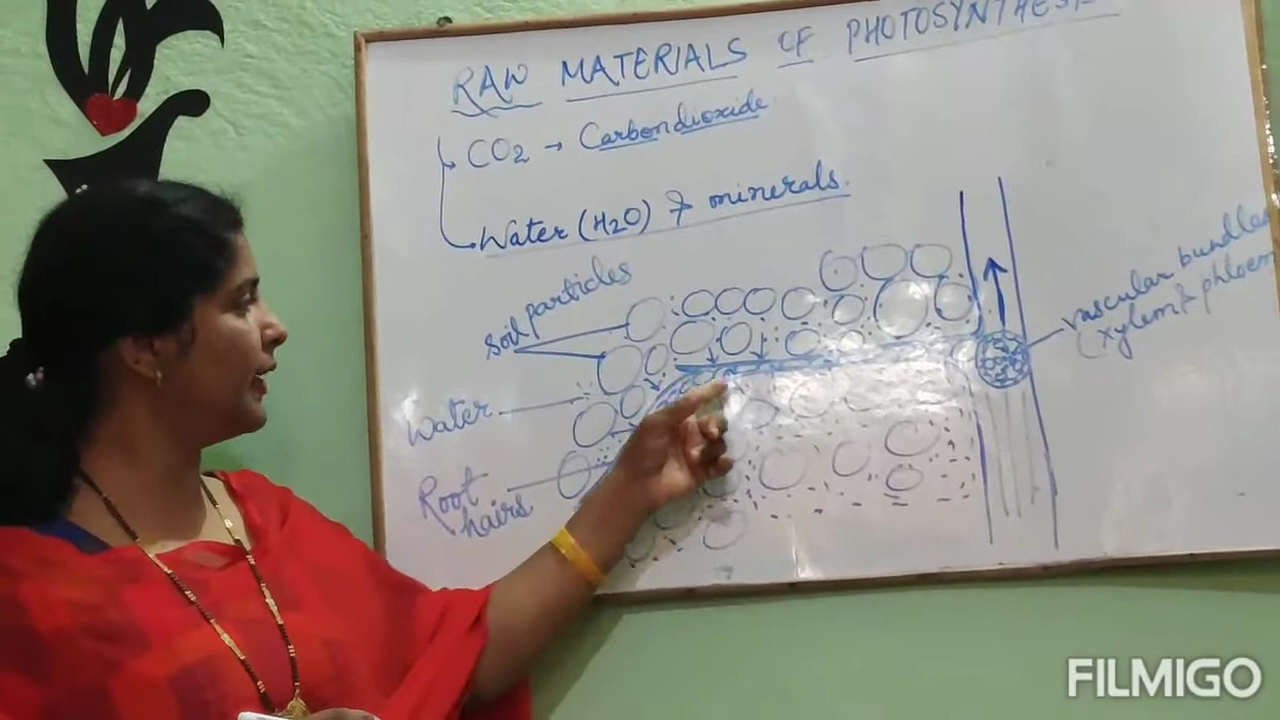 RAW MATERIALS OF PHOTOSYNTHESIS
CO2 → Carbondioxide
Water (H2O) & minerals.
soil particles
Water
Root
hairs
vascular bundles
(xylem & phloem
FILMIGO